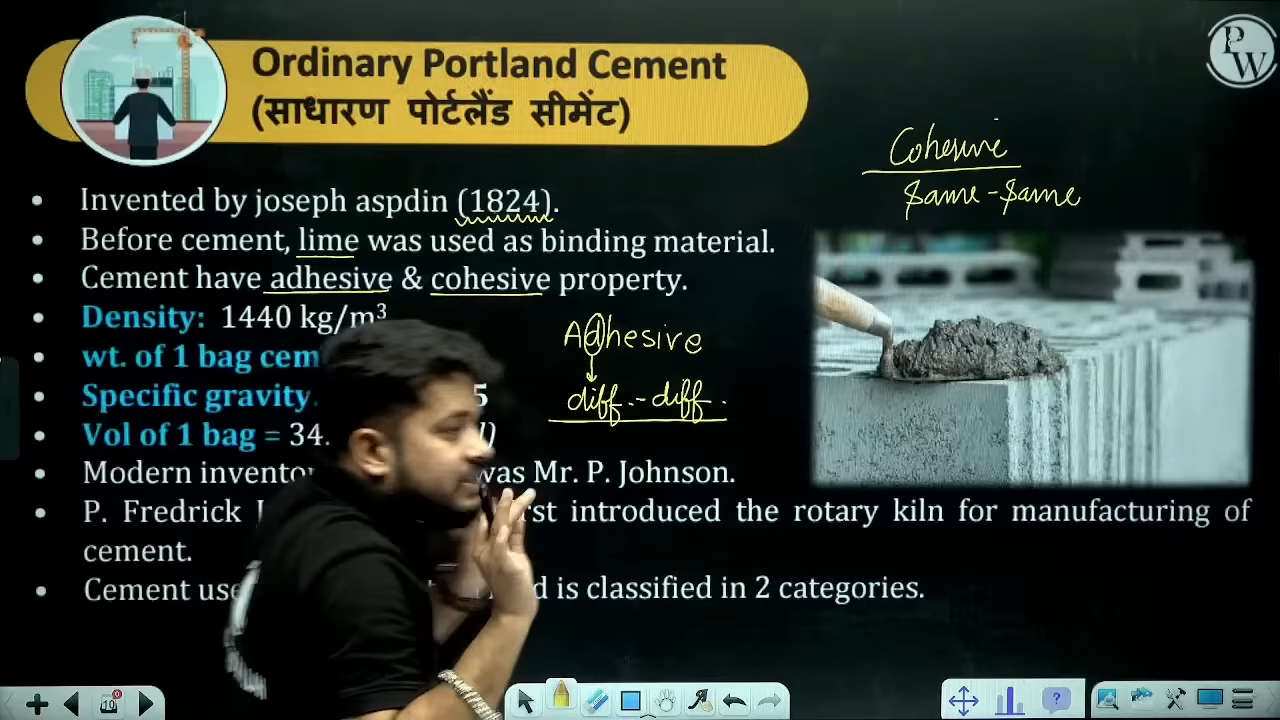 Ordinary Portland Cement
(साधारण पोर्टलैंड सीमेंट)
PW
Cohesive
Same - Same
• Invented by joseph aspdin (1824).
• Before cement, lime was used as binding material.
• Cement have adhesive & cohesive property.
• Density: 1440 kg/m³
Adhesive
• wt. of 1 bag cem
• Specific gravity. 5
diff. - diff.
• Vol of 1 bag = 34.
• Modern invento was Mr. P. Johnson.
• P. Fredrick rst introduced the rotary kiln for manufacturing of
cement.
• Cement use d is classified in 2 categories.
10
0